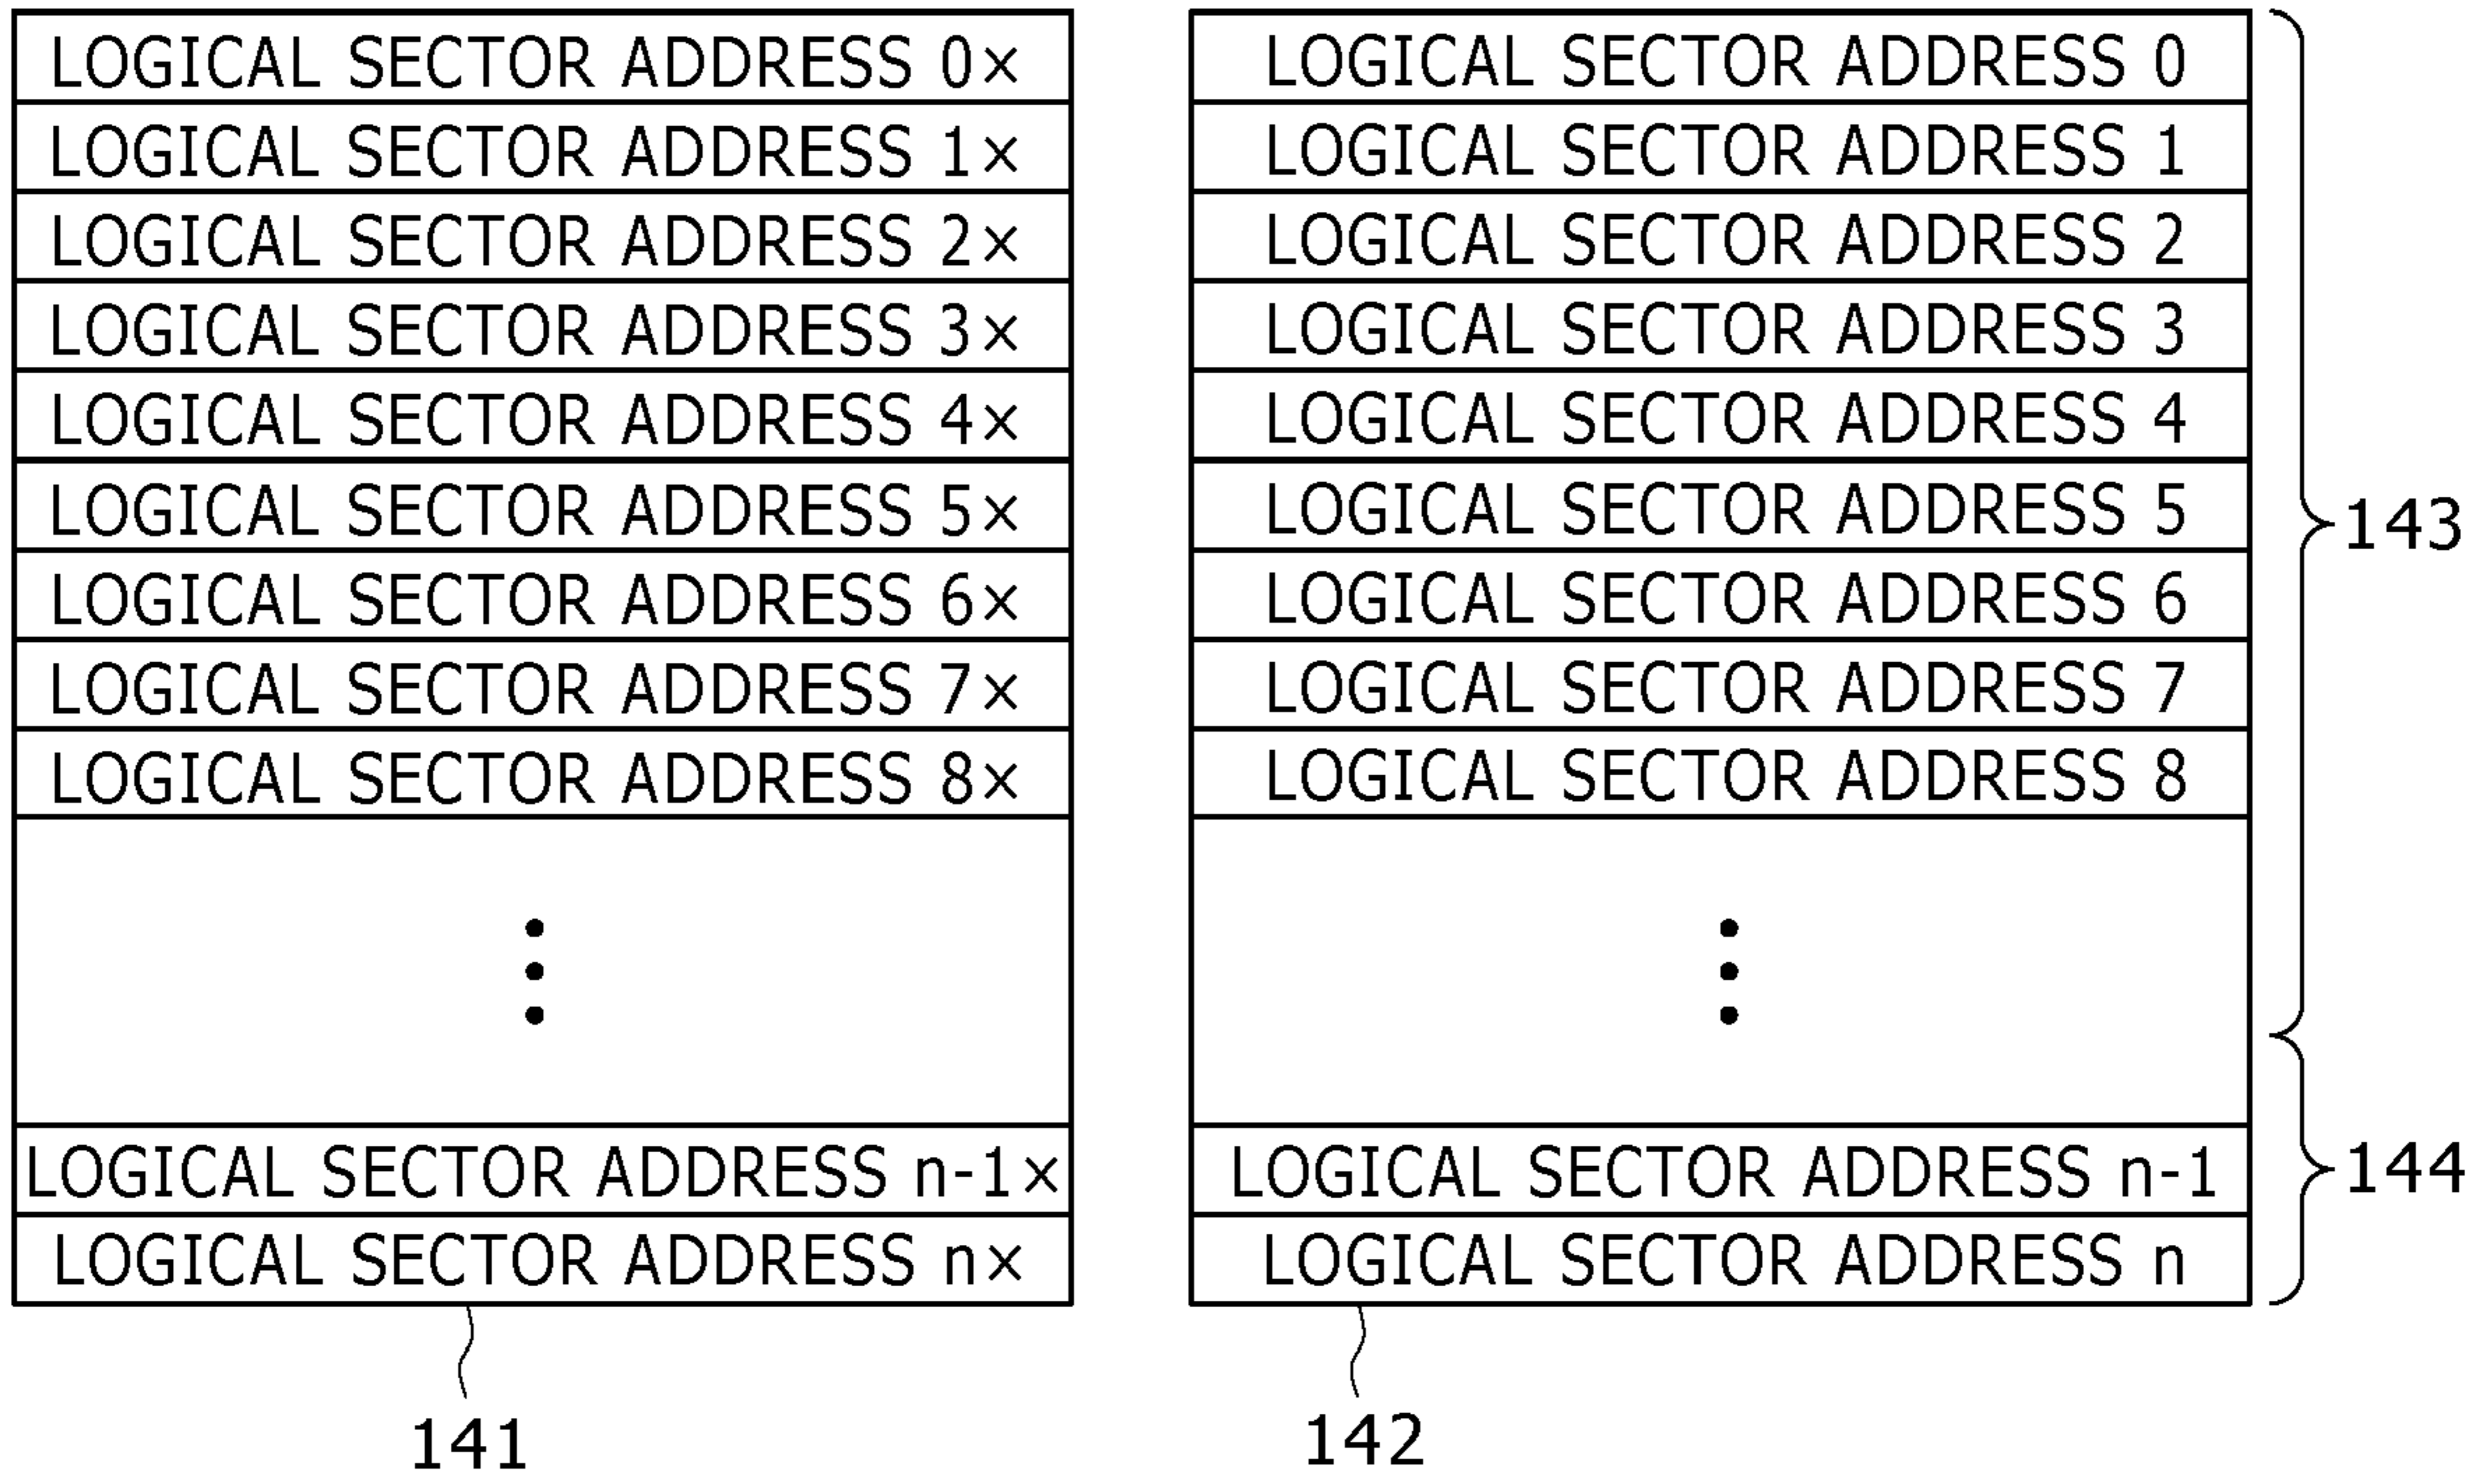 LOGICAL SECTOR ADDRESS 0×
LOGICAL SECTOR ADDRESS 1×
LOGICAL SECTOR ADDRESS 2×
LOGICAL SECTOR ADDRESS 3×
LOGICAL SECTOR ADDRESS 4×
LOGICAL SECTOR ADDRESS 5×
LOGICAL SECTOR ADDRESS 6×
LOGICAL SECTOR ADDRESS 7×
LOGICAL SECTOR ADDRESS 8×
LOGICAL SECTOR ADDRESS n-1×
LOGICAL SECTOR ADDRESS n×
141
LOGICAL SECTOR ADDRESS 0
LOGICAL SECTOR ADDRESS 1
LOGICAL SECTOR ADDRESS 2
LOGICAL SECTOR ADDRESS 3
LOGICAL SECTOR ADDRESS 4
LOGICAL SECTOR ADDRESS 5
LOGICAL SECTOR ADDRESS 6
LOGICAL SECTOR ADDRESS 7
LOGICAL SECTOR ADDRESS 8
LOGICAL SECTOR ADDRESS n-1
LOGICAL SECTOR ADDRESS n
142
143
144